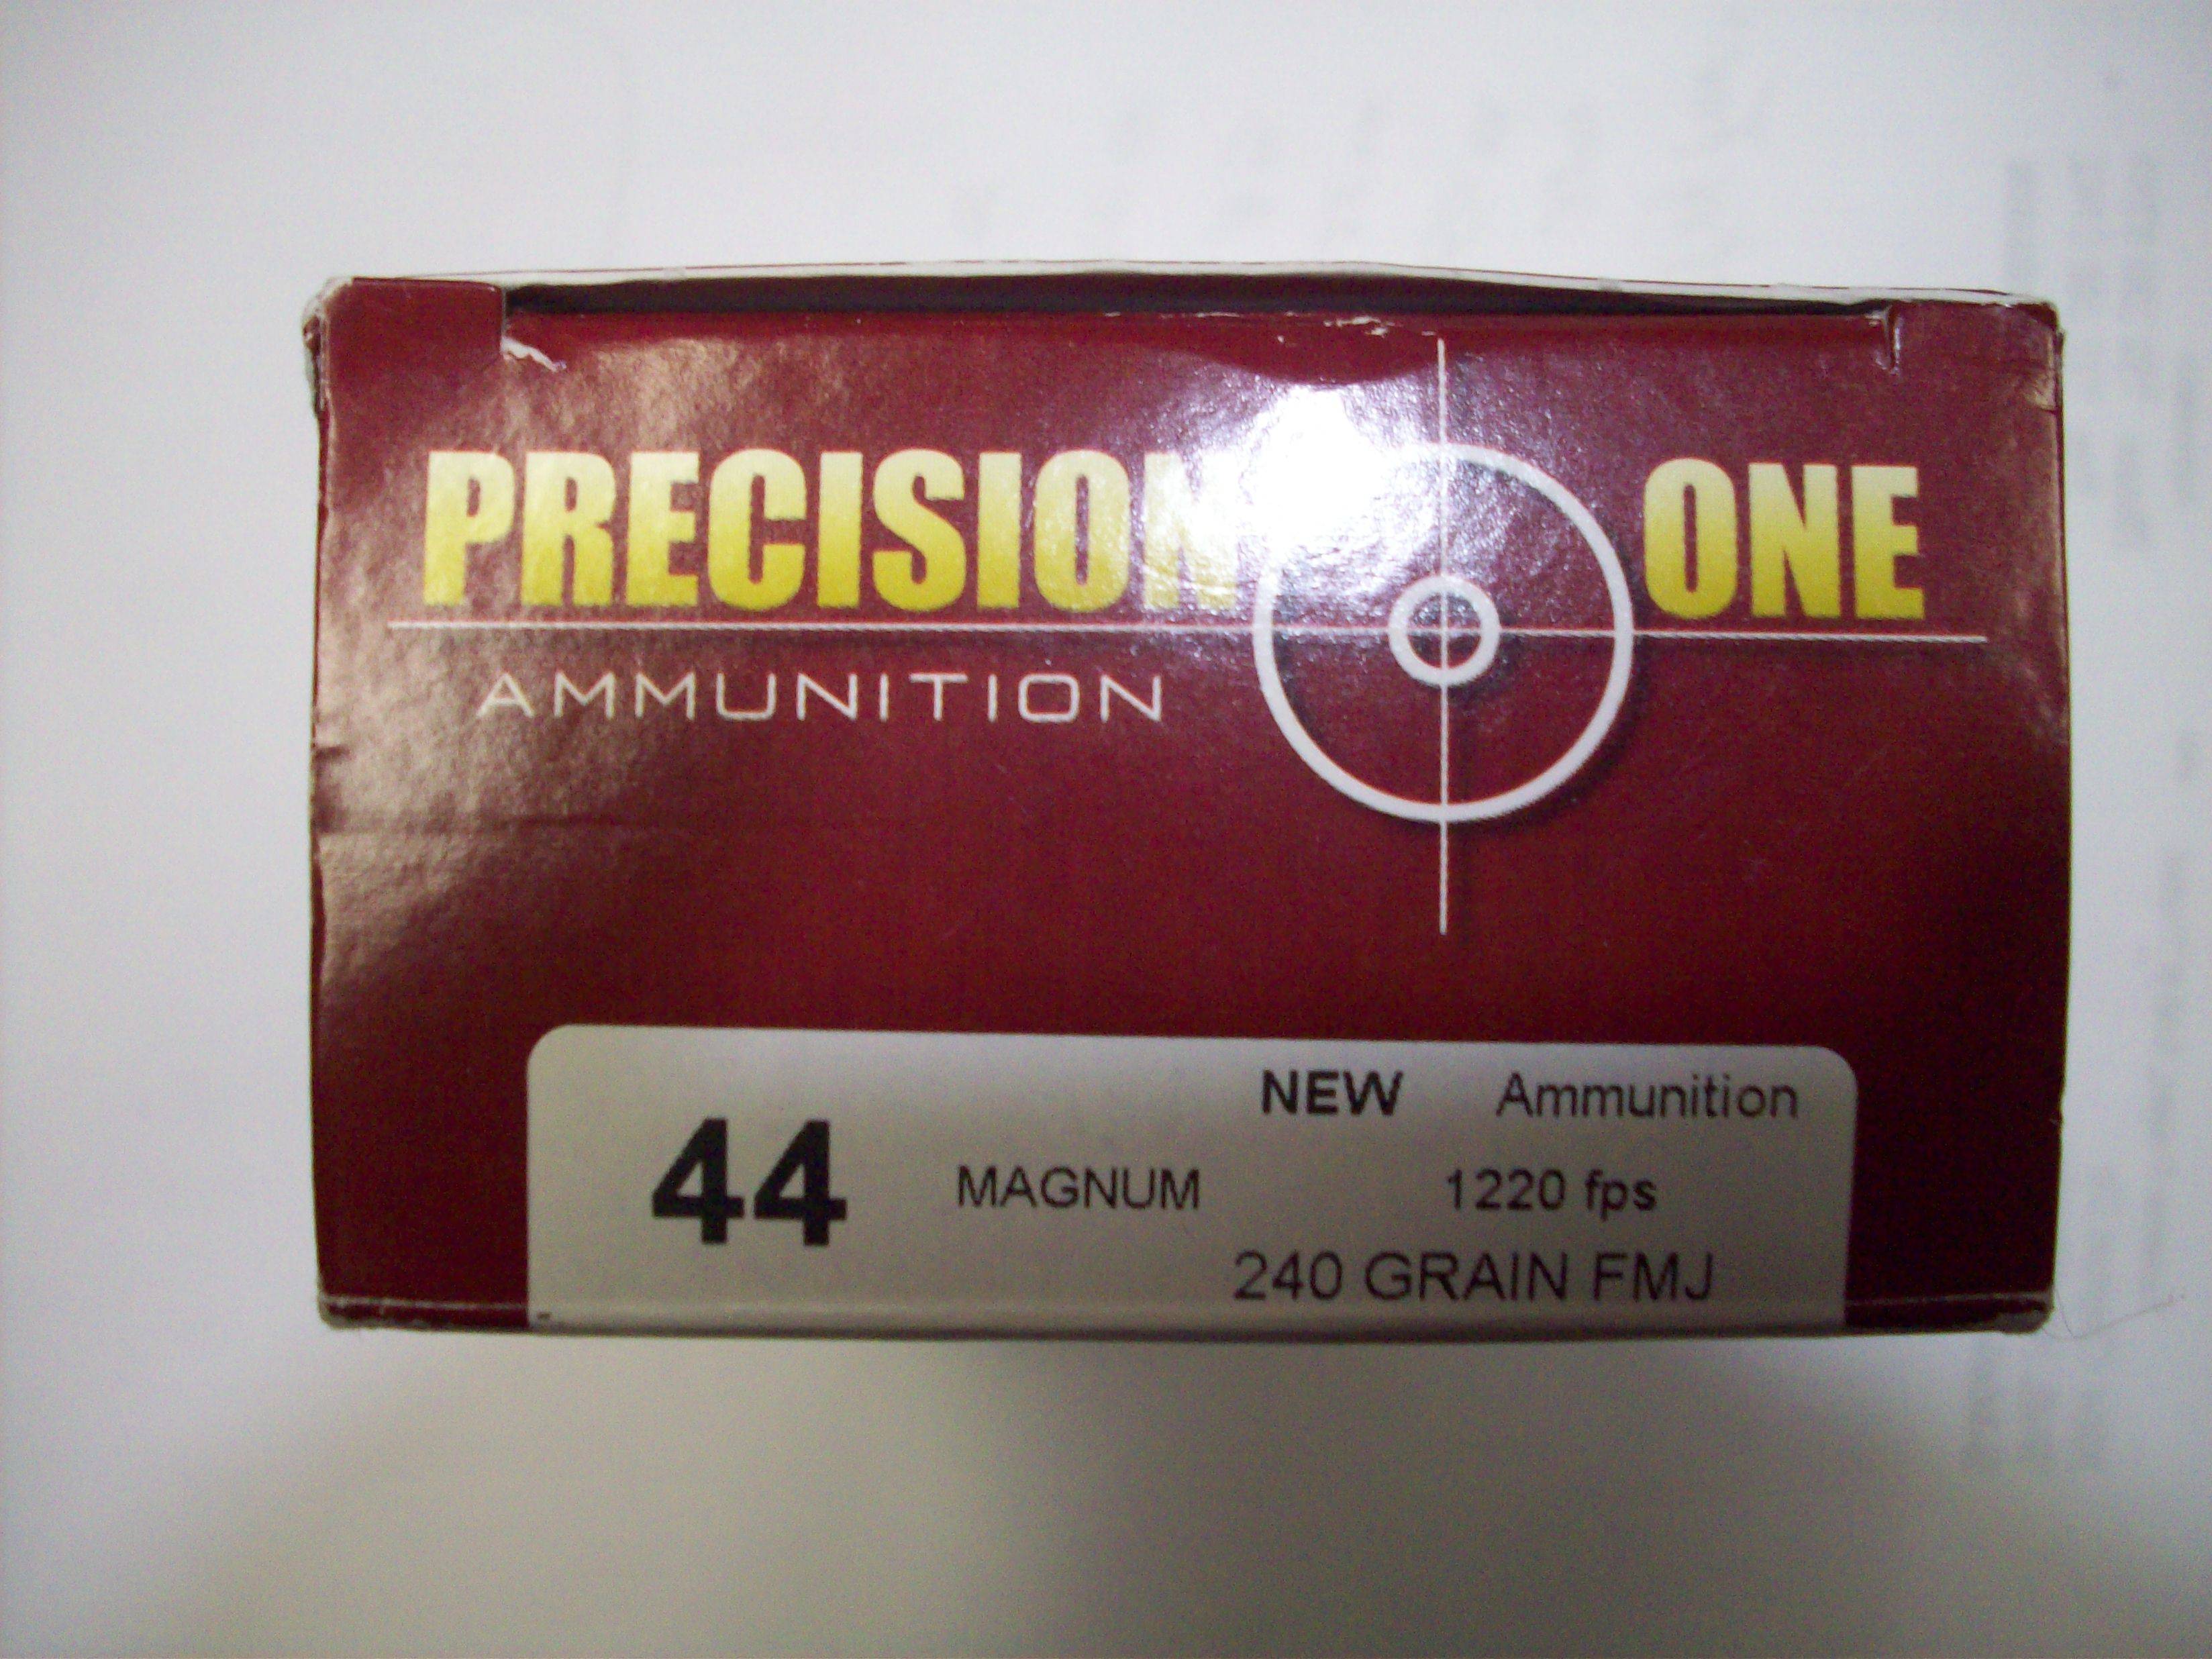 PRECISION ONE
AMMUNITION
NEW Ammunition
44 MAGNUM 1220 fps
240 GRAIN FMJ